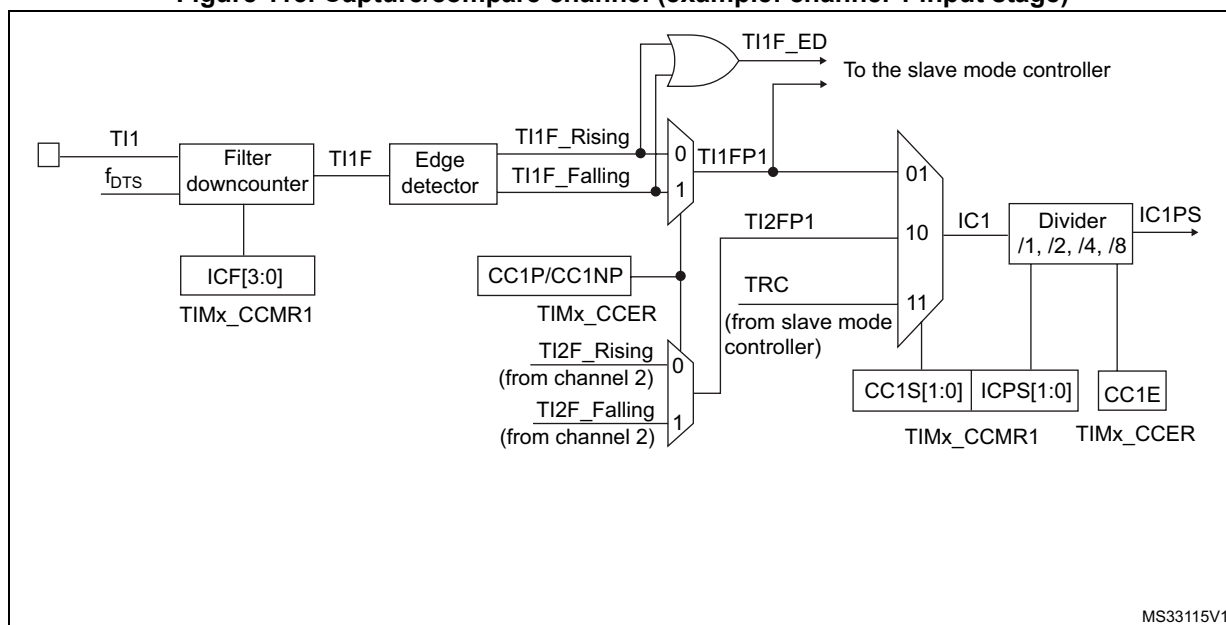 Figure 118. Capture/compare channel (example: channel 1 input stage)
TI1F_ED
To the slave mode controller
TI1
fDTS
Filter
downcounter
TI1F
Edge
detector
TI1F_Rising
TI1F_Falling
0
1
TI1FP1
01
TI2FP1
10
IC1
Divider
/1, /2, /4, /8
IC1PS
ICF[3:0]
TIMx_CCMR1
CC1P/CC1NP
TIMx_CCER
TRC
11
(from slave mode
controller)
TI2F_Rising
(from channel 2)
0
TI2F_Falling
(from channel 2)
1
CC1S[1:0]
ICPS[1:0]
CC1E
TIMx_CCMR1
TIMx_CCER
MS33115V1